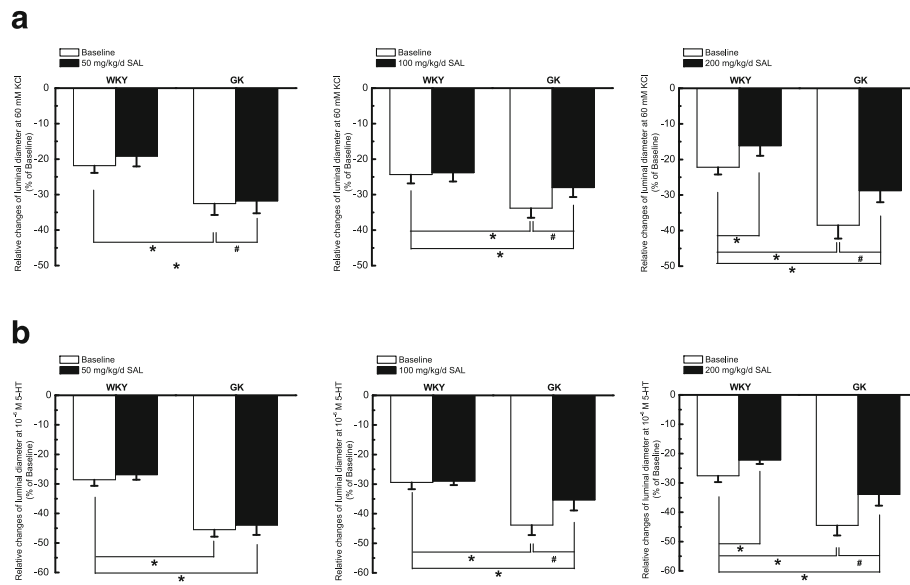 a
Baseline
50 mg/kg/d SAL
WKY GK
Relative changes of luminal diameter at 60 mM KCl
(% of Baseline)
0
-10
-20
-30
-40
-50
* #
*
Baseline
100 mg/kg/d SAL
WKY GK
Relative changes of luminal diameter at 60 mM KCl
(% of Baseline)
0
-10
-20
-30
-40
-50
* #
*
Baseline
200 mg/kg/d SAL
WKY GK
Relative changes of luminal diameter at 60 mM KCl
(% of Baseline)
0
-10
-20
-30
-40
-50
*
* #
*
b
Baseline
50 mg/kg/d SAL
WKY GK
Relative changes of luminal diameter at 10⁻⁶ M 5-HT
(% of Baseline)
0
-10
-20
-30
-40
-50
-60
*
*
Baseline
100 mg/kg/d SAL
WKY GK
Relative changes of luminal diameter at 10⁻⁶ M 5-HT
(% of Baseline)
0
-10
-20
-30
-40
-50
-60
* #
*
Baseline
200 mg/kg/d SAL
WKY GK
Relative changes of luminal diameter at 10⁻⁶ M 5-HT
(% of Baseline)
0
-10
-20
-30
-40
-50
-60
*
* #
*